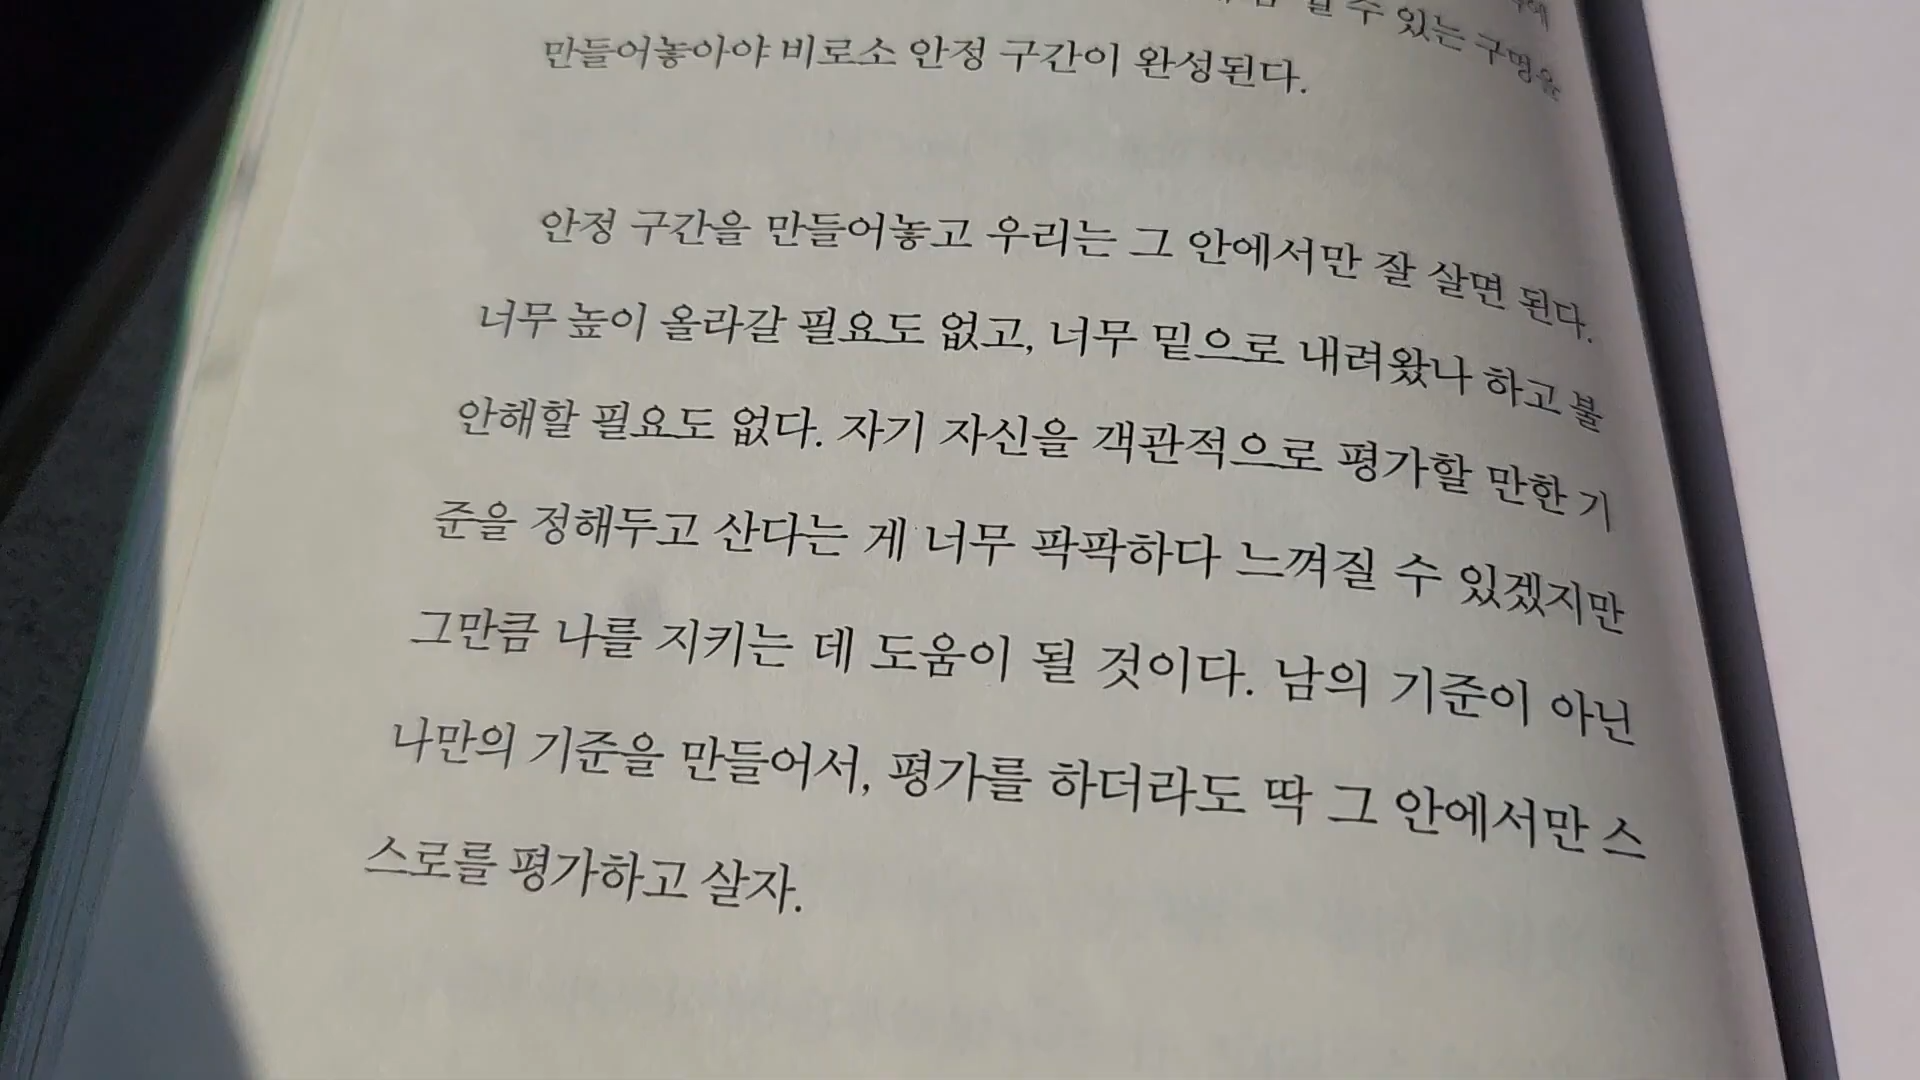 수 있는 구명을
만들어놓아야 비로소 안정 구간이 완성된다.
안정 구간을 만들어놓고 우리는 그 안에서만 잘 살면 된다.
너무 높이 올라갈 필요도 없고, 너무 밑으로 내려왔나 하고 불
안해할 필요도 없다. 자기 자신을 객관적으로 평가할 만한 기
준을 정해두고 산다는 게 너무 팍팍하다 느껴질 수 있겠지만
그만큼 나를 지키는 데 도움이 될 것이다. 남의 기준이 아닌
나만의 기준을 만들어서, 평가를 하더라도 딱 그 안에서만 스
스로를 평가하고 살자.